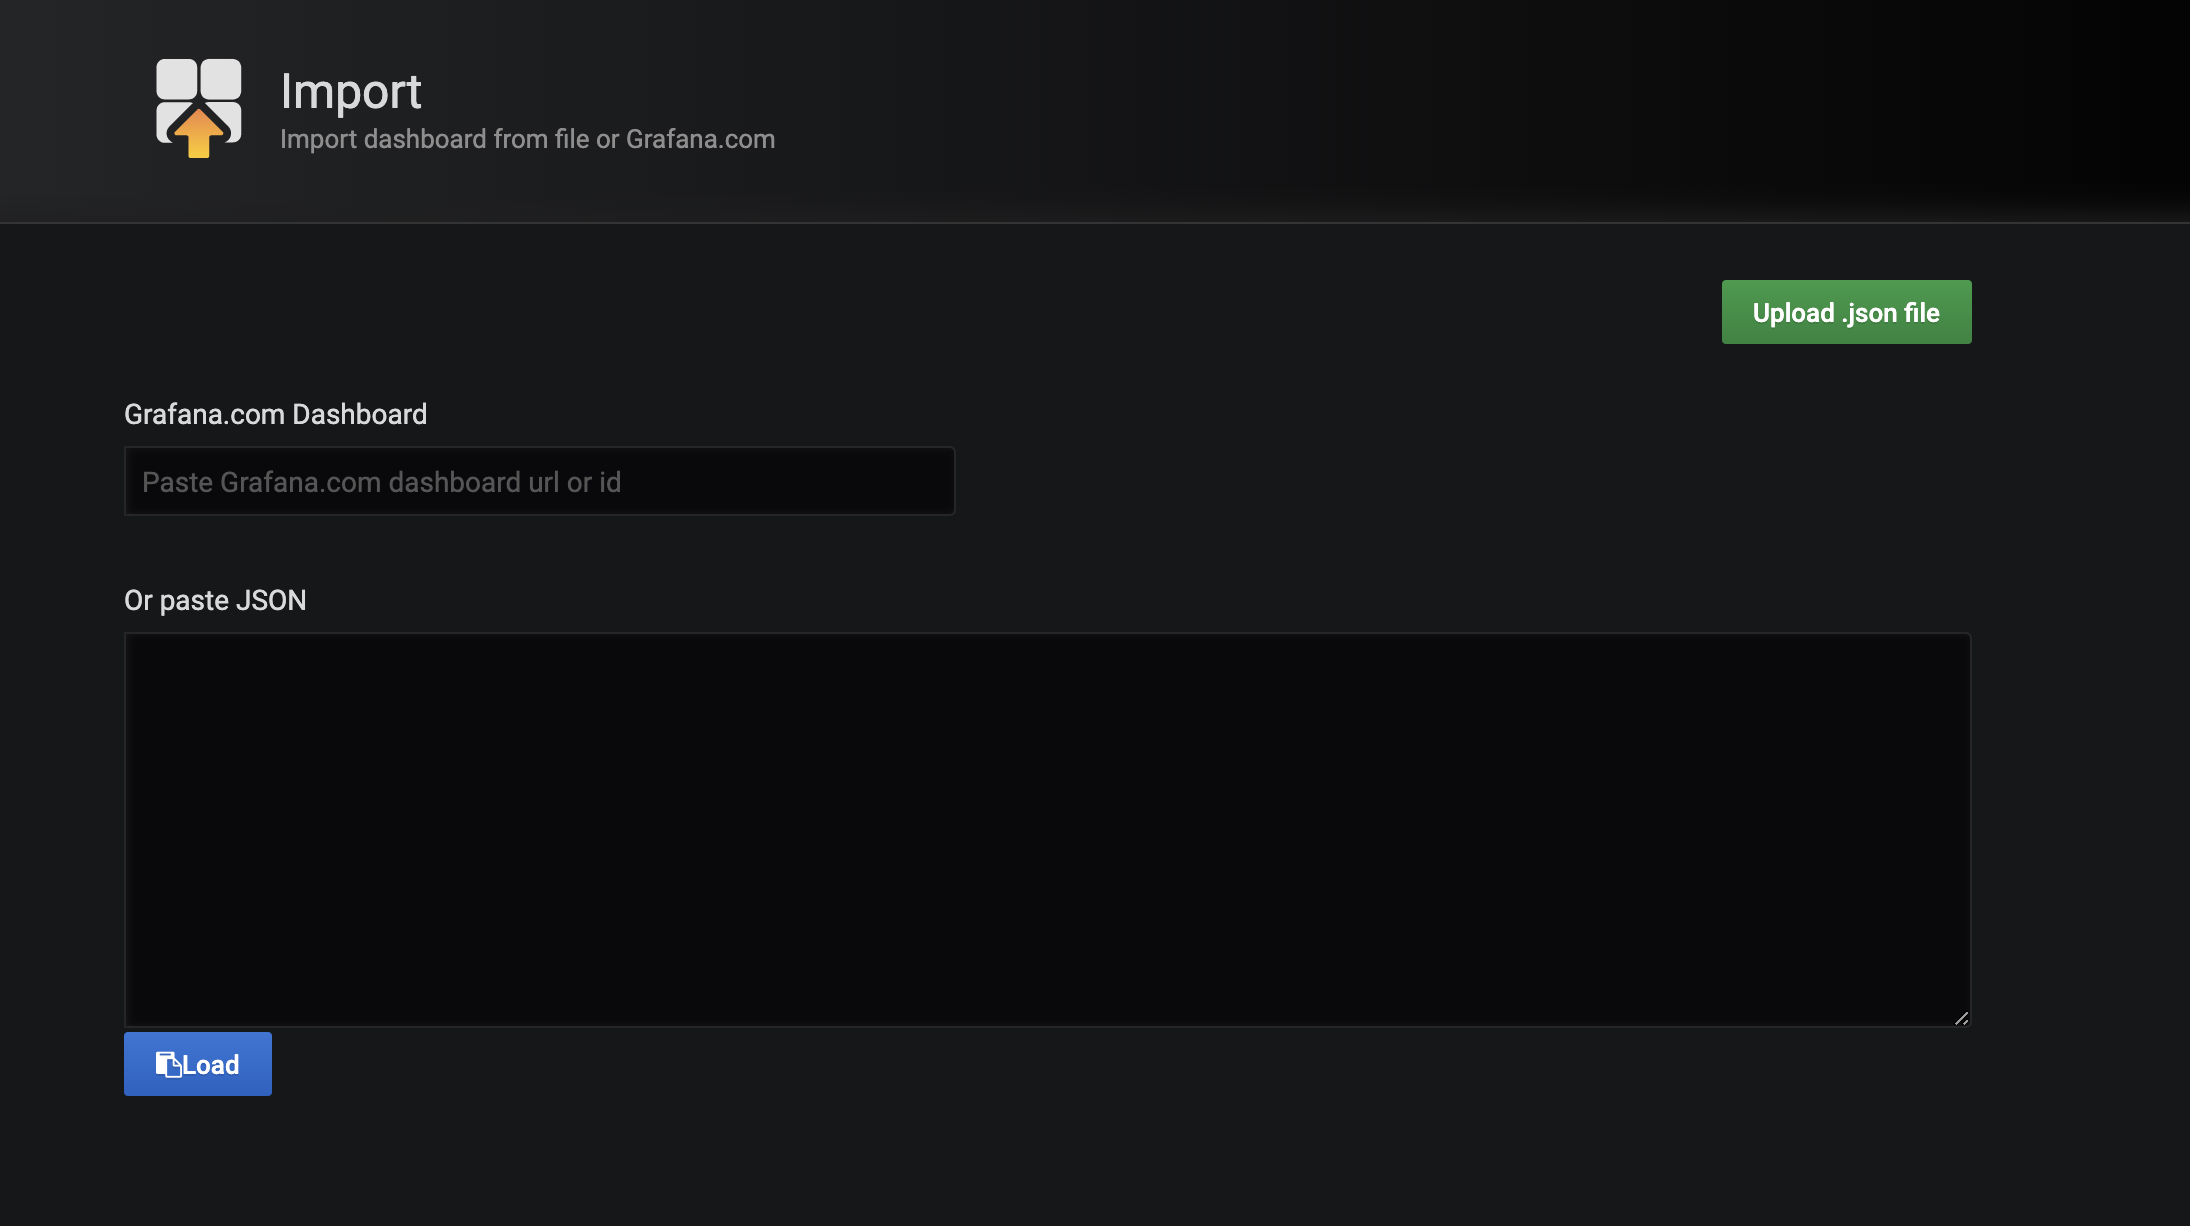 Import
Import dashboard from file or Grafana.com
Upload .json file
Grafana.com Dashboard
Paste Grafana.com dashboard url or id
Or paste JSON
Load